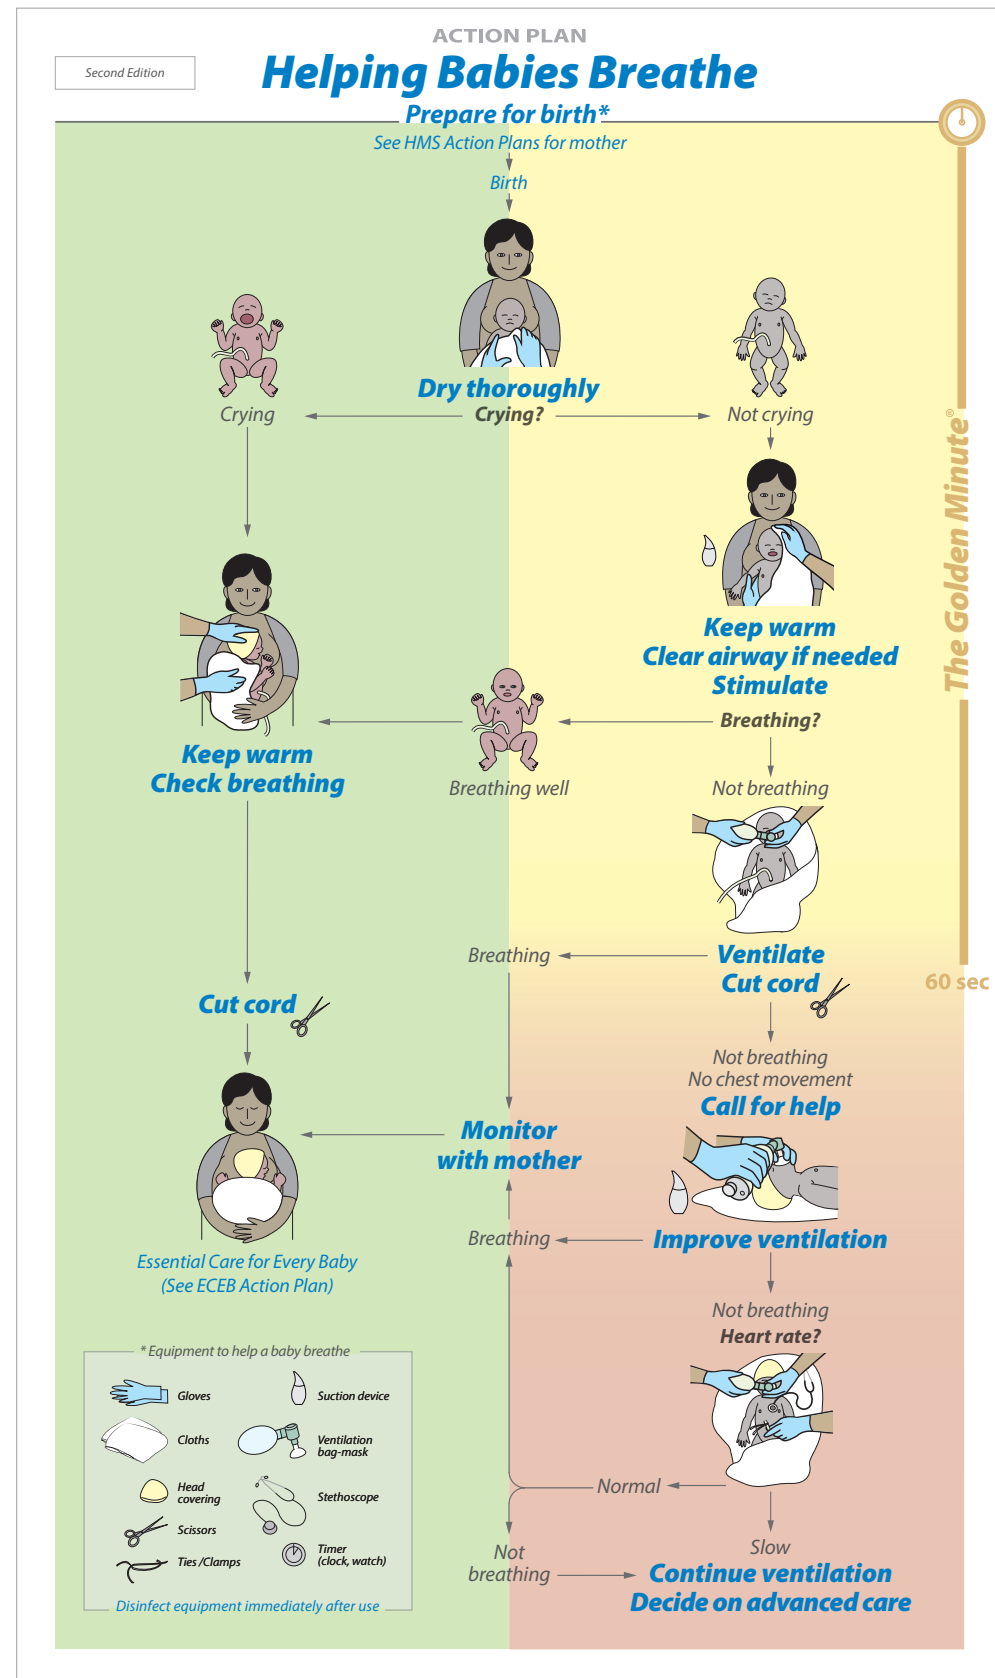 ACTION PLAN
Second Edition
Helping Babies Breathe
Prepare for birth*
See HMS Action Plans for mother
Birth
Dry thoroughly
Crying
Crying?
Not crying
The Golden Minute®
Keep warm
Clear airway if needed
Stimulate
Breathing?
Keep warm
Check breathing
Breathing well
Not breathing
Breathing
Ventilate
Cut cord
60 sec
Cut cord
Not breathing
No chest movement
Call for help
Monitor
with mother
Breathing
Improve ventilation
Essential Care for Every Baby
(See ECEB Action Plan)
Not breathing
Heart rate?
Normal
Slow
Not
breathing
Continue ventilation
Decide on advanced care
* Equipment to help a baby breathe
Gloves
Suction device
Cloths
Ventilation
bag-mask
Head
covering
Stethoscope
Scissors
Ties /Clamps
Timer
(clock, watch)
Disinfect equipment immediately after use